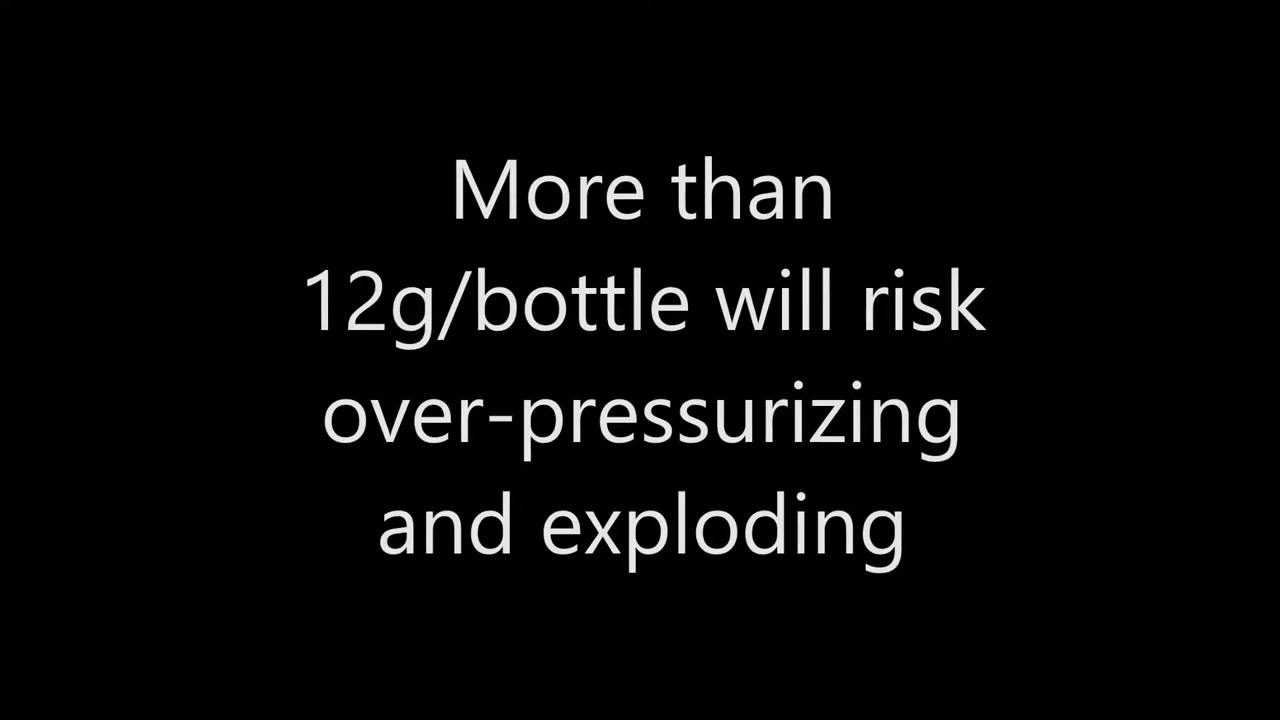 More than
12g/bottle will risk
over-pressurizing
and exploding